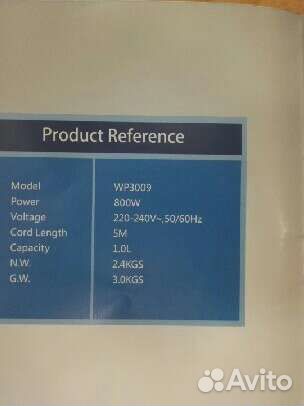 Product Reference
Model WP3009
Power 800W
Voltage 220-240V~,50/60Hz
Cord Length 5M
Capacity 1.0L
N.W. 2.4KGS
G.W. 3.0KGS
Avito